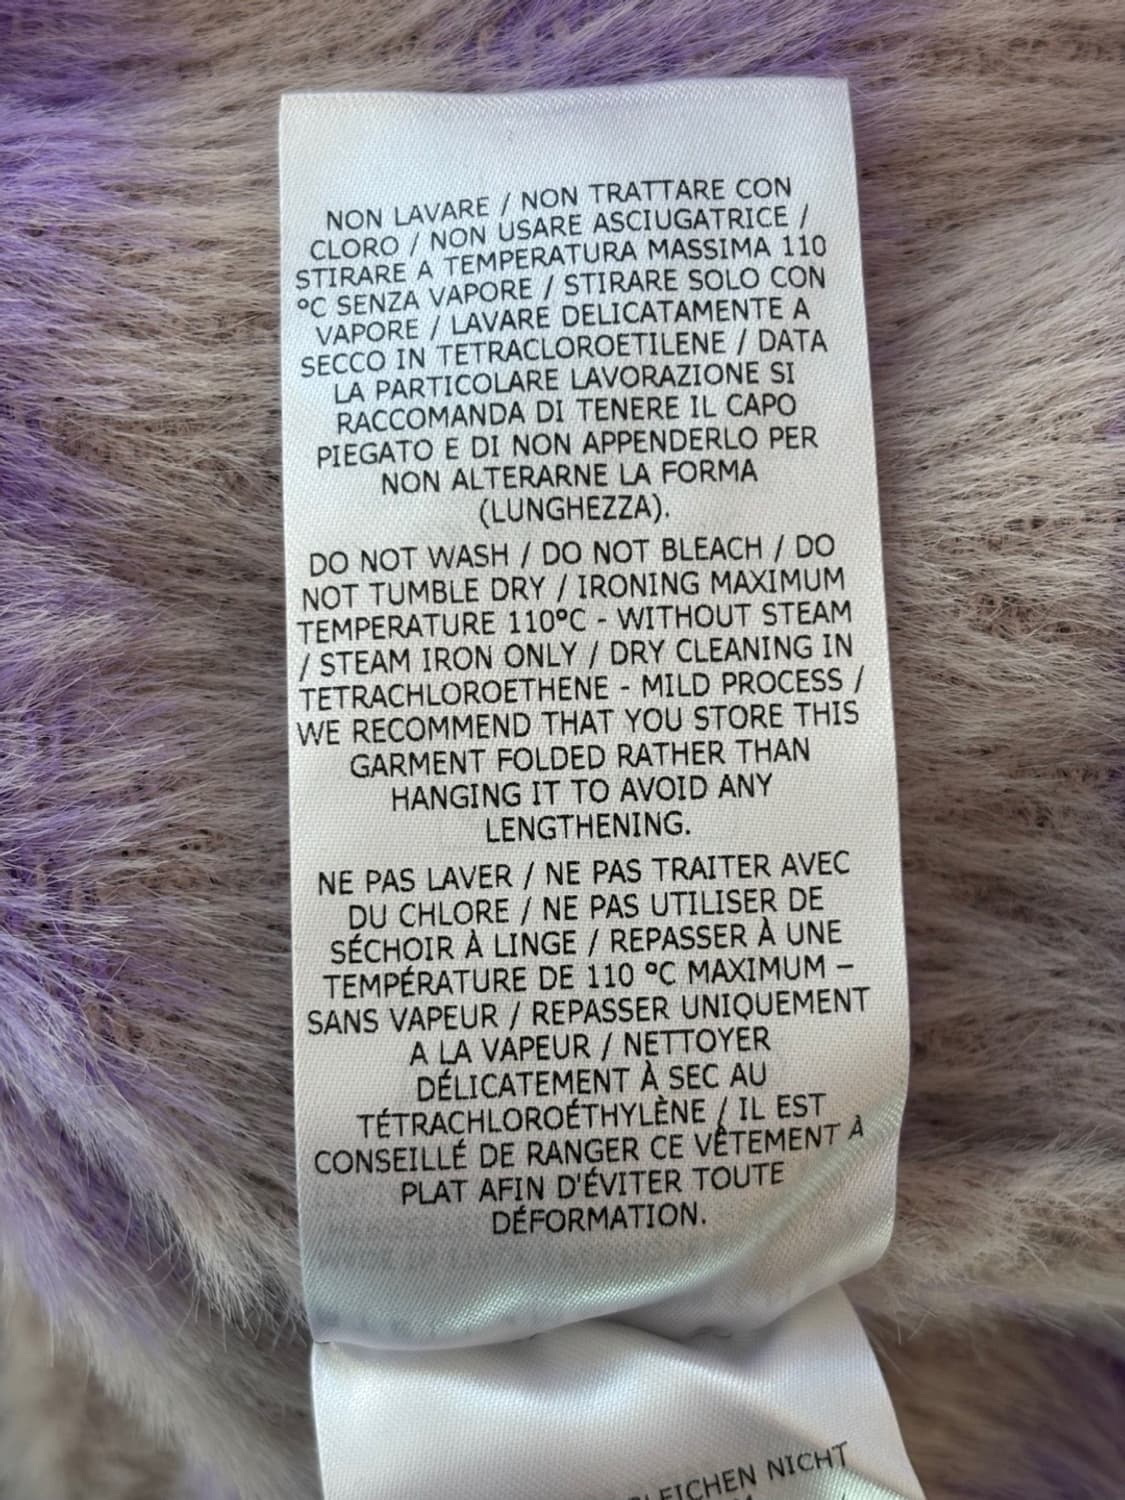 NON LAVARE / NON TRATTARE CON
CLORO / NON USARE ASCIUGATRICE /
STIRARE A TEMPERATURA MASSIMA 110
°C SENZA VAPORE / STIRARE SOLO CON
VAPORE / LAVARE DELICATAMENTE A
SECCO IN TETRACLOROETILENE / DATA
LA PARTICOLARE LAVORAZIONE SI
RACCOMANDA DI TENERE IL CAPO
PIEGATO E DI NON APPENDERLO PER
NON ALTERARNE LA FORMA
(LUNGHEZZA).
DO NOT WASH / DO NOT BLEACH / DO
NOT TUMBLE DRY / IRONING MAXIMUM
TEMPERATURE 110°C - WITHOUT STEAM
/ STEAM IRON ONLY / DRY CLEANING IN
TETRACHLOROETHENE - MILD PROCESS /
WE RECOMMEND THAT YOU STORE THIS
GARMENT FOLDED RATHER THAN
HANGING IT TO AVOID ANY
LENGTHENING.
NE PAS LAVER / NE PAS TRAITER AVEC
DU CHLORE / NE PAS UTILISER DE
SÉCHOIR À LINGE / REPASSER À UNE
TEMPÉRATURE DE 110 °C MAXIMUM –
SANS VAPEUR / REPASSER UNIQUEMENT
A LA VAPEUR / NETTOYER
DÉLICATEMENT À SEC AU
TÉTRACHLOROÉTHYLÈNE / IL EST
CONSEILLÉ DE RANGER CE VÊTEMENT À
PLAT AFIN D'ÉVITER TOUTE
DÉFORMATION.
NICHT